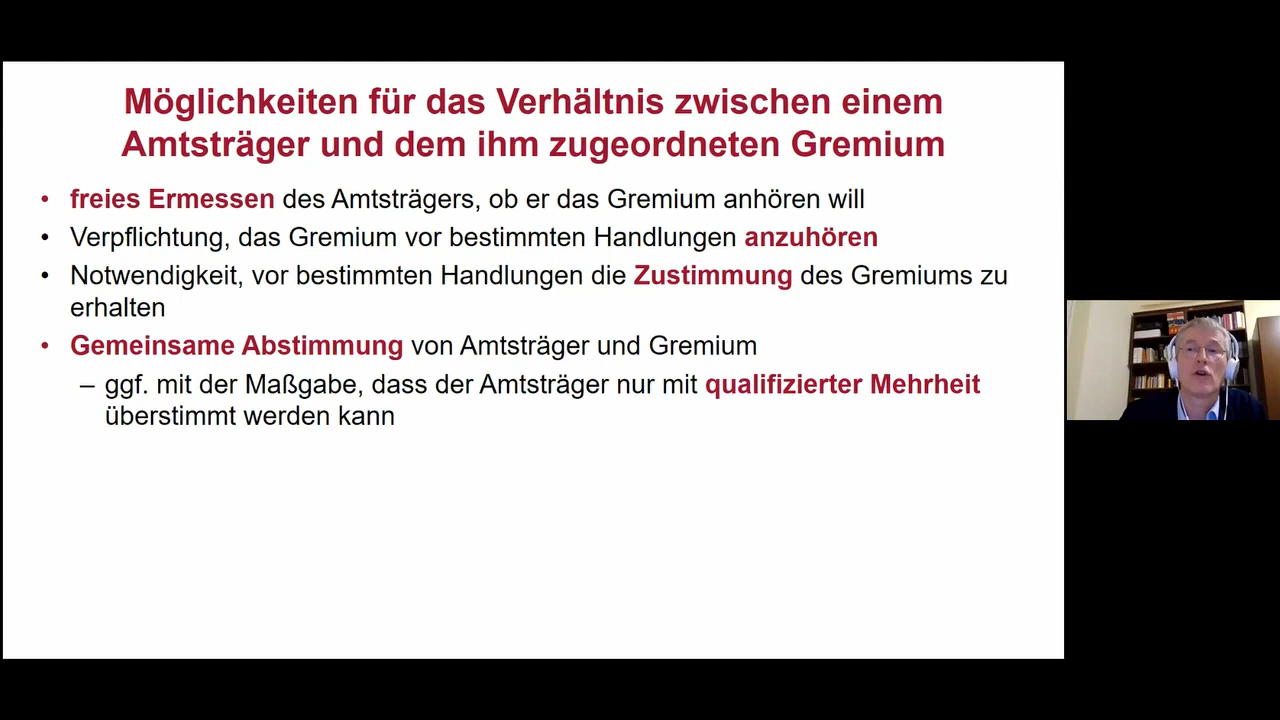 Möglichkeiten für das Verhältnis zwischen einem
Amtsträger und dem ihm zugeordneten Gremium
• freies Ermessen des Amtsträgers, ob er das Gremium anhören will
• Verpflichtung, das Gremium vor bestimmten Handlungen anzuhören
• Notwendigkeit, vor bestimmten Handlungen die Zustimmung des Gremiums zu
erhalten
• Gemeinsame Abstimmung von Amtsträger und Gremium
– ggf. mit der Maßgabe, dass der Amtsträger nur mit qualifizierter Mehrheit
überstimmt werden kann